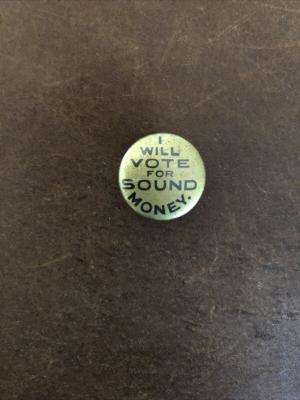 I
WILL
VOTE
FOR
SOUND
MONEY.